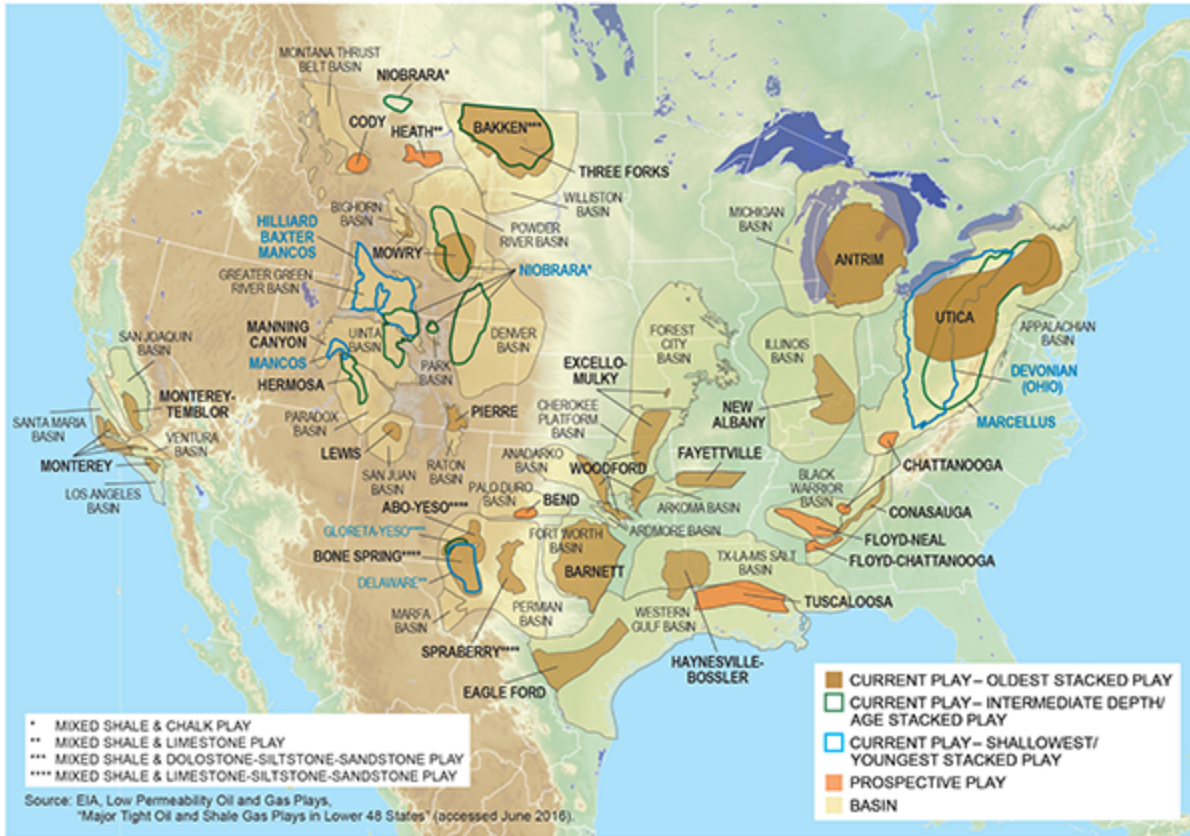 MONTANA THRUST
BELT BASIN
NIOBRARA*
CODY
HEATH**
BAKKEN***
THREE FORKS
WILLISTON
BASIN
BIGHORN
BASIN
POWDER
RIVER BASIN
HILLIARD
BAXTER
MANCOS
MOWRY
NIOBRARA*
GREATER GREEN
RIVER BASIN
MICHIGAN
BASIN
ANTRIM
UTICA
APPALACHIAN
BASIN
DEVONIAN
(OHIO)
MARCELLUS
MANNING
CANYON
MANCOS
HERMOSA
UINTA
BASIN
PARK
BASIN
DENVER
BASIN
FOREST
CITY
BASIN
ILLINOIS
BASIN
SAN JOAQUIN
BASIN
MONTEREY-
TEMBLOR
SANTA MARIA
BASIN
VENTURA
BASIN
MONTEREY
LOS ANGELES
BASIN
EXCELLO-
MULKY
CHEROKEE
PLATFORM
BASIN
NEW
ALBANY
PARADOX
BASIN
PIERRE
LEWIS
SAN JUAN
BASIN
RATON
BASIN
ANADARKO
BASIN
WOODFORD
FAYETTVILLE
BLACK
WARRIOR
BASIN
CHATTANOOGA
CONASAUGA
FLOYD-NEAL
FLOYD-CHATTANOOGA
PALO DURO
BASIN
BEND
ARKOMA BASIN
ARDMORE BASIN
ABO-YESO****
GLORETA-YESO****
BONE SPRING****
DELAWARE**
FORT WORTH
BASIN
BARNETT
TX-LA-MS SALT
BASIN
TUSCALOOSA
MARFA
BASIN
PERMIAN
BASIN
WESTERN
GULF BASIN
SPRABERRY****
EAGLE FORD
HAYNESVILLE-
BOSSLER
* MIXED SHALE & CHALK PLAY
** MIXED SHALE & LIMESTONE PLAY
*** MIXED SHALE & DOLOSTONE-SILTSTONE-SANDSTONE PLAY
**** MIXED SHALE & LIMESTONE-SILTSTONE-SANDSTONE PLAY
Source: EIA, Low Permeability Oil and Gas Plays,
"Major Tight Oil and Shale Gas Plays in Lower 48 States" (accessed June 2016).
CURRENT PLAY – OLDEST STACKED PLAY
CURRENT PLAY – INTERMEDIATE DEPTH/
AGE STACKED PLAY
CURRENT PLAY – SHALLOWEST/
YOUNGEST STACKED PLAY
PROSPECTIVE PLAY
BASIN